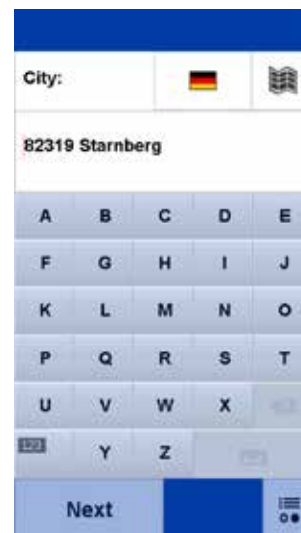 City:
82319 Starnberg
A B C D E
F G H I J
K L M N O
P Q R S T
U V W X
123 Y Z
Next